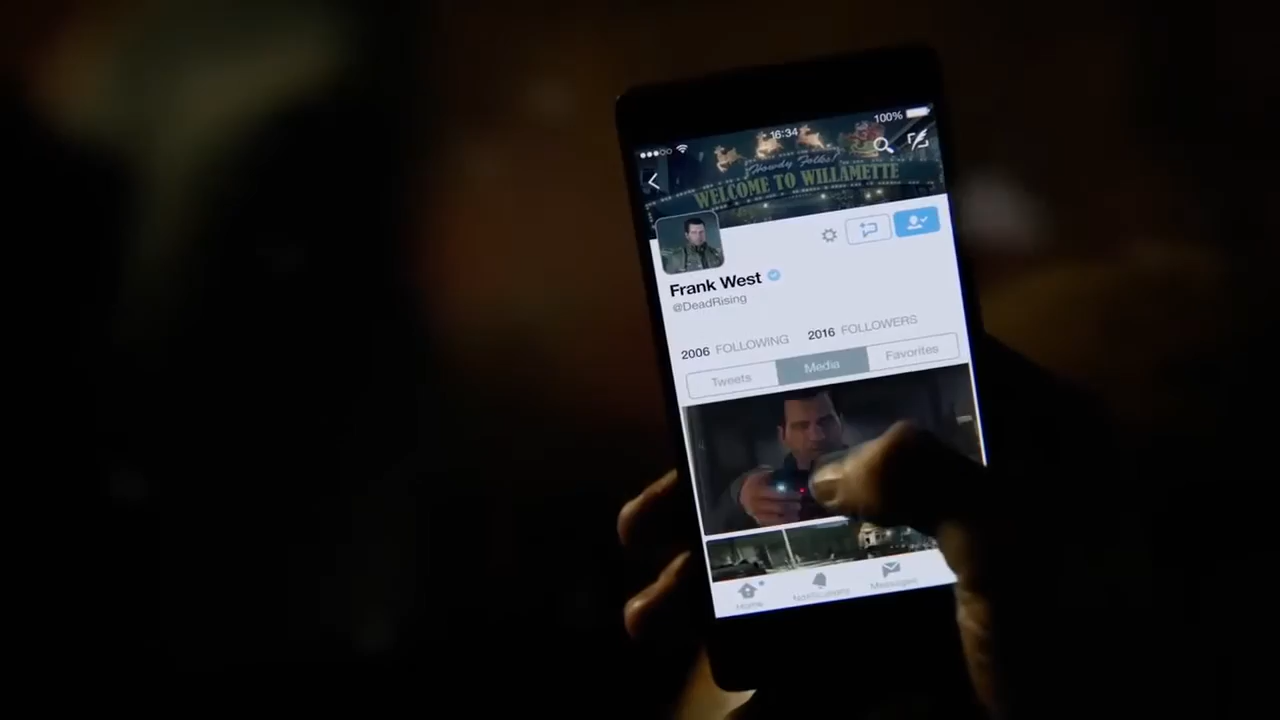 16:34
100%
Howdy Folks!
WELCOME TO WILLAMETTE
Frank West
@DeadRising
2006 FOLLOWING 2016 FOLLOWERS
Tweets Media Favorites
Home Notifications Messages